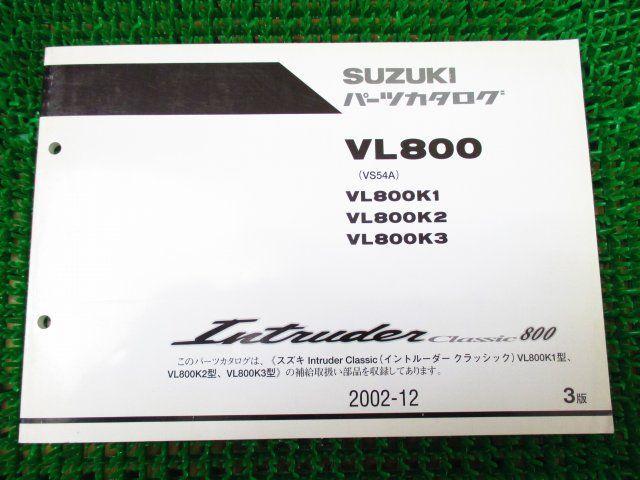 SUZUKI
パーツカタログ
VL800
(VS54A)
VL800K1
VL800K2
VL800K3
Intruder Classic 800
このパーツカタログは、《スズキ Intruder Classic(イントルーダー クラッシック)VL800K1型、
VL800K2型、VL800K3型》の補給取扱い部品を収録してあります。
2002-12
3版